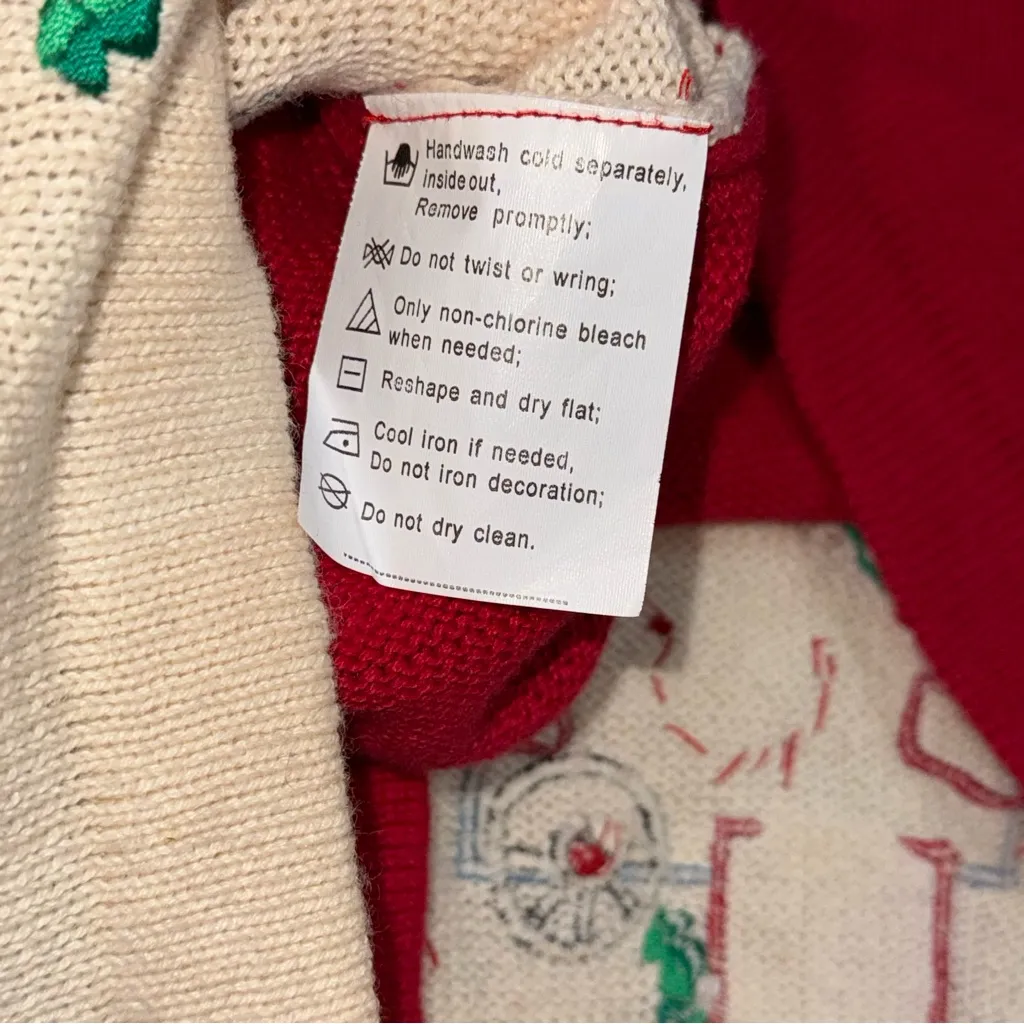 Handwash cold separately,
inside out,
Remove promptly;
Do not twist or wring;
Only non-chlorine bleach
when needed;
Reshape and dry flat;
Cool iron if needed,
Do not iron decoration;
Do not dry clean.